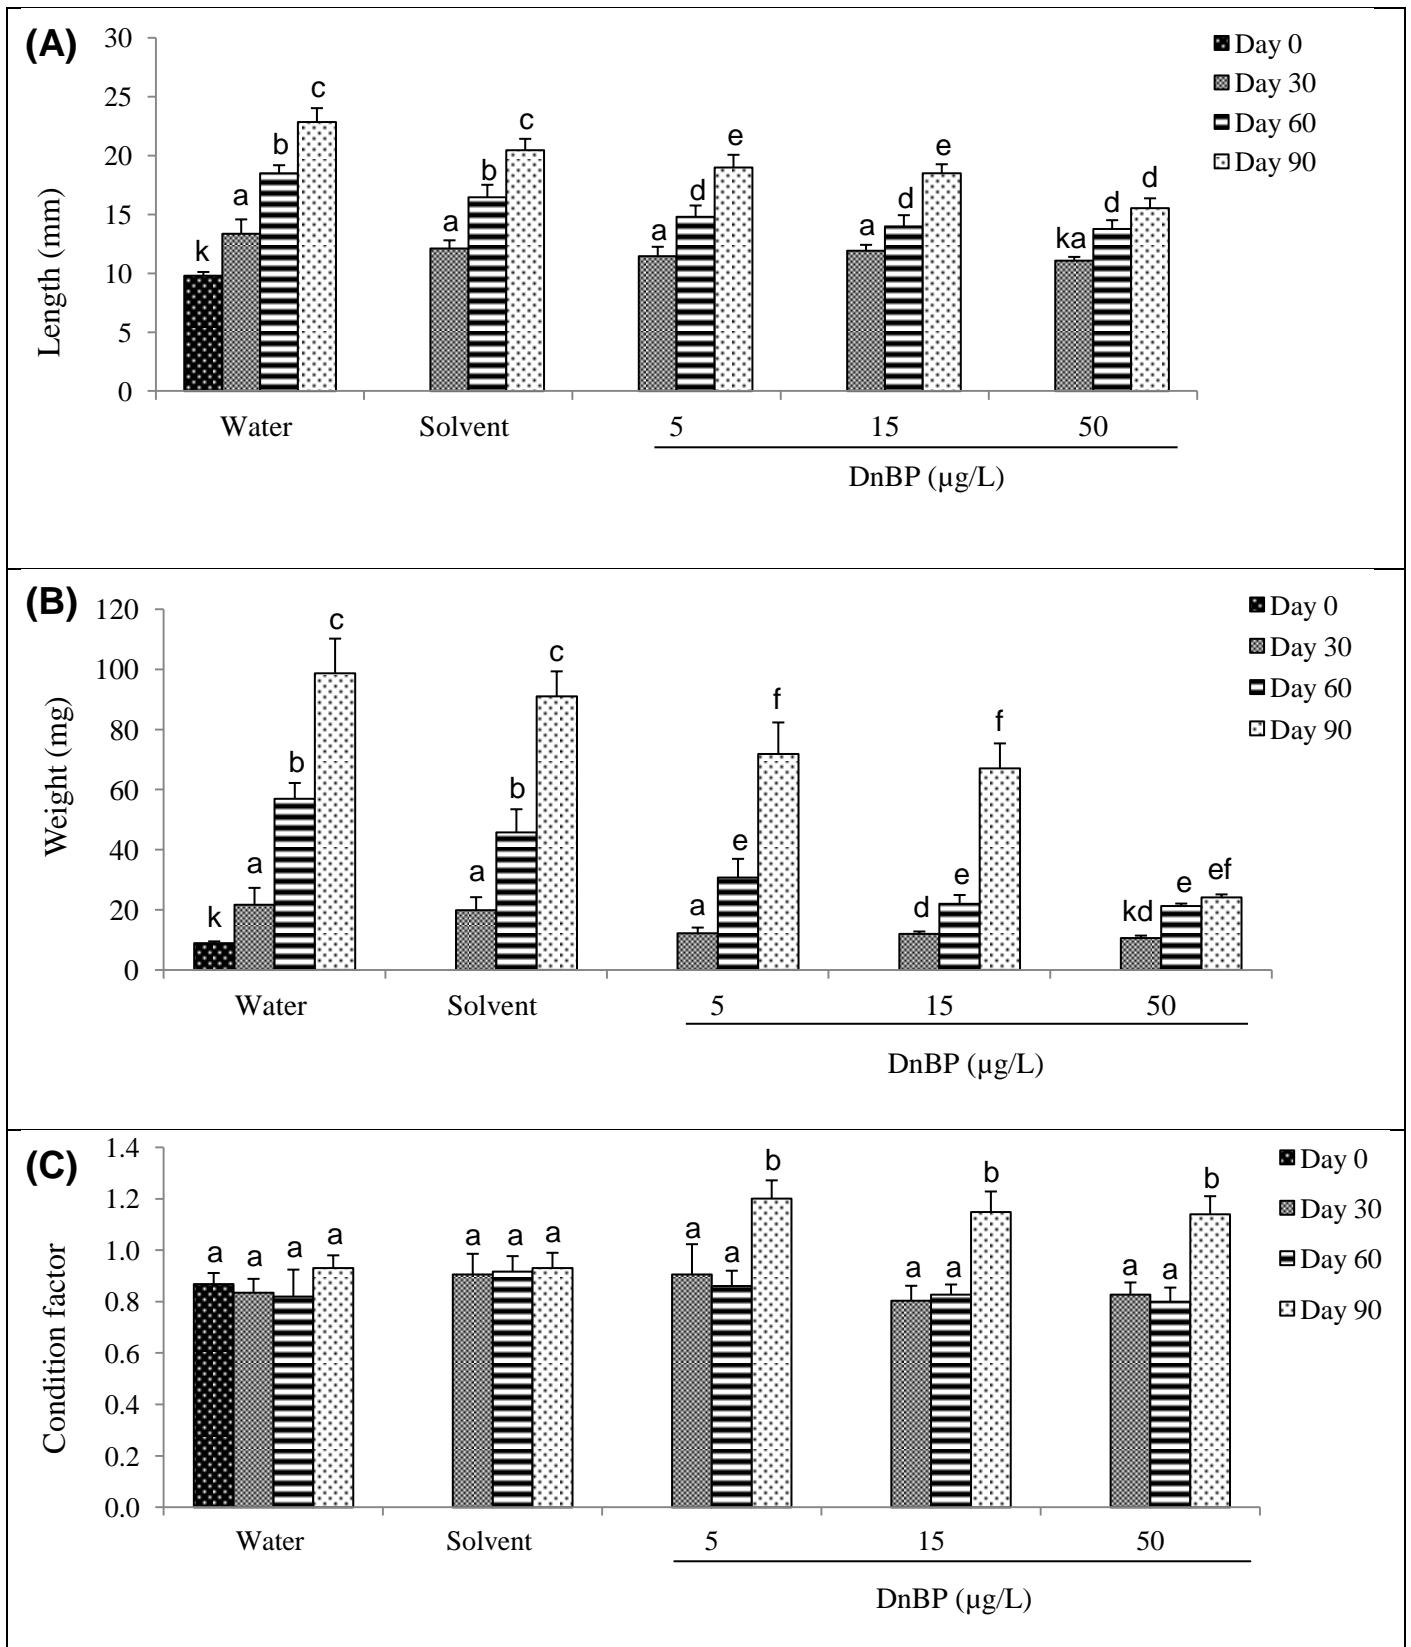 (A)
30
25
20
15
10
5
0
Length (mm)
k a b c
a b c
a d e
a d e
ka d d
Water Solvent 5 15 50
DnBP (µg/L)
Day 0
Day 30
Day 60
Day 90
(B)
120
100
80
60
40
20
0
Weight (mg)
k a b c
a b c
a e f
d e f
kd e ef
Water Solvent 5 15 50
DnBP (µg/L)
Day 0
Day 30
Day 60
Day 90
(C)
1.4
1.2
1.0
0.8
0.6
0.4
0.2
0.0
Condition factor
a a a a
a a a
a a b
a a b
a a b
Water Solvent 5 15 50
DnBP (µg/L)
Day 0
Day 30
Day 60
Day 90